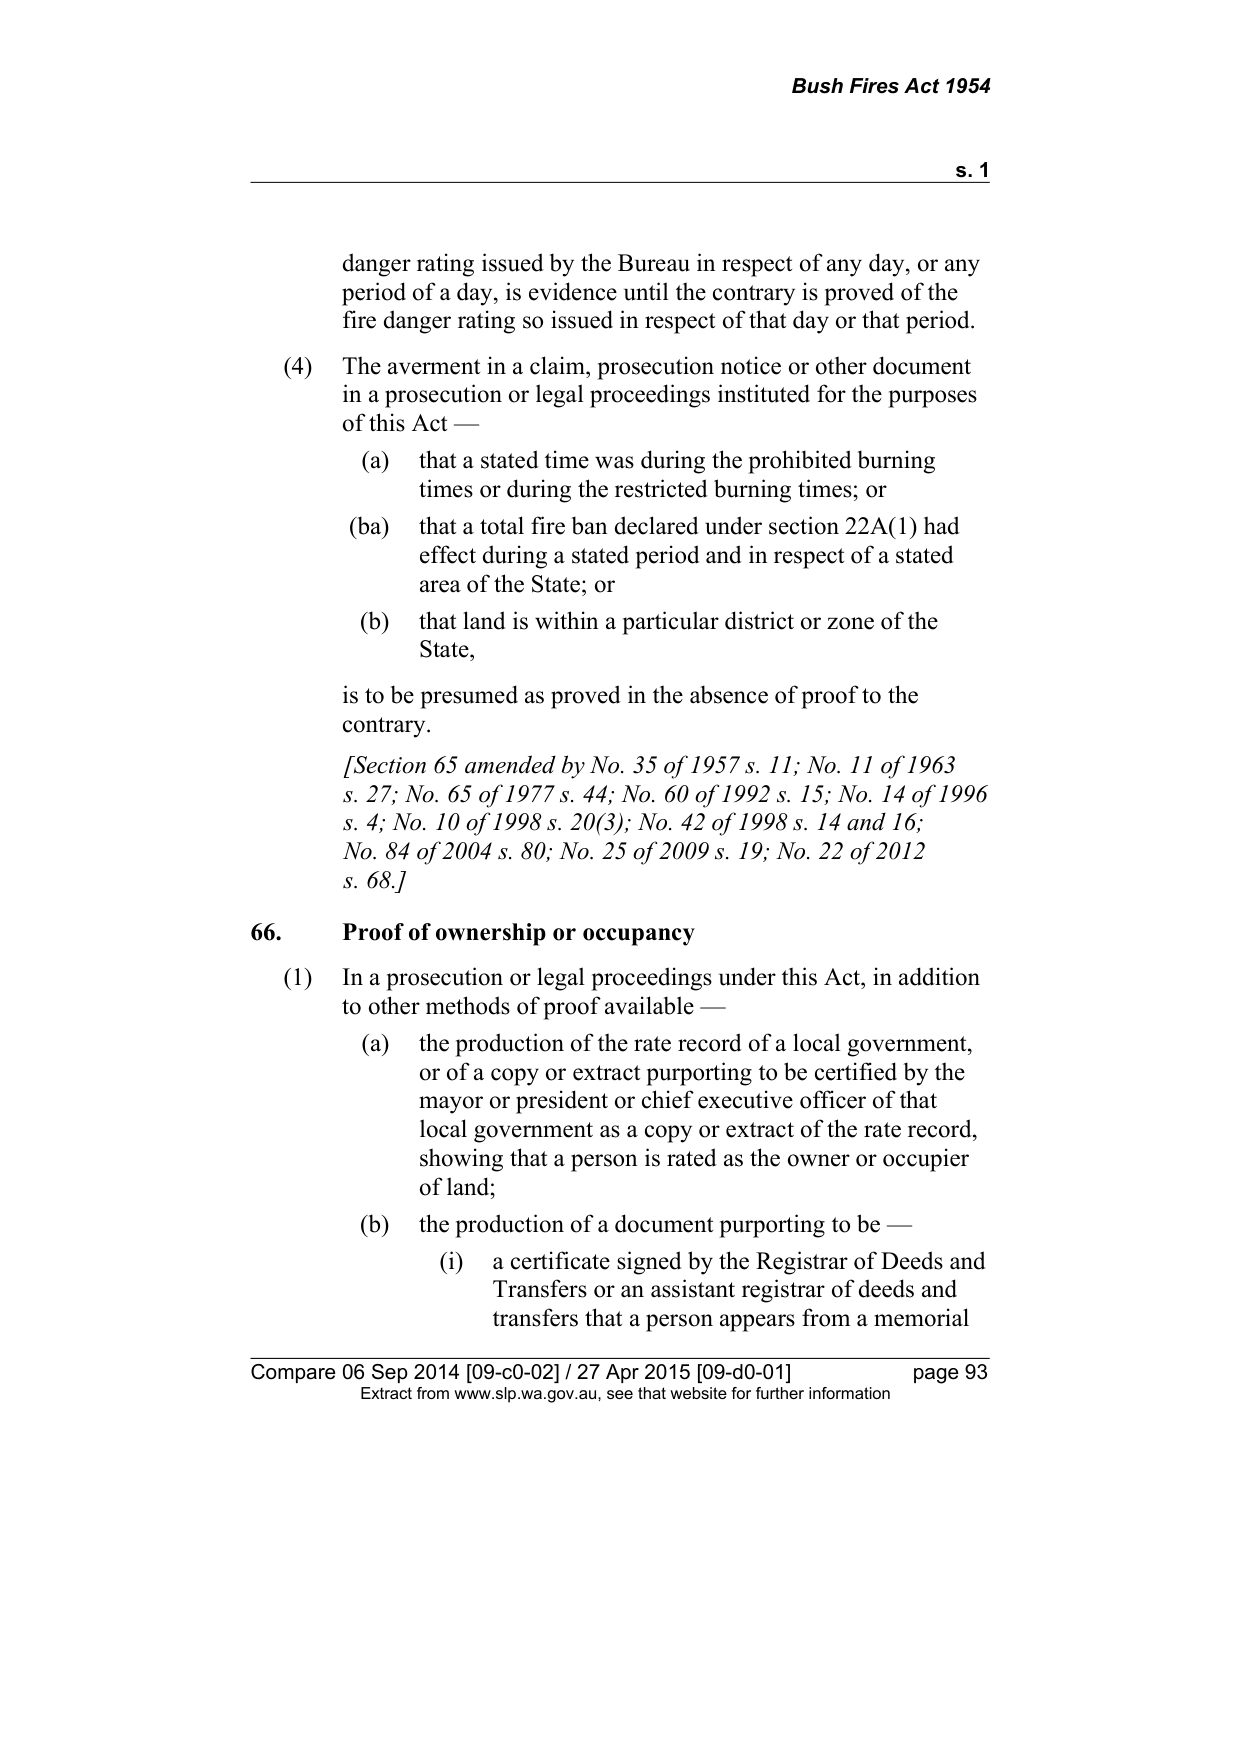 Bush Fires Act 1954
s. 1
danger rating issued by the Bureau in respect of any day, or any
period of a day, is evidence until the contrary is proved of the
fire danger rating so issued in respect of that day or that period.
(4) The averment in a claim, prosecution notice or other document
in a prosecution or legal proceedings instituted for the purposes
of this Act —
(a) that a stated time was during the prohibited burning
times or during the restricted burning times; or
(ba) that a total fire ban declared under section 22A(1) had
effect during a stated period and in respect of a stated
area of the State; or
(b) that land is within a particular district or zone of the
State,
is to be presumed as proved in the absence of proof to the
contrary.
[Section 65 amended by No. 35 of 1957 s. 11; No. 11 of 1963
s. 27; No. 65 of 1977 s. 44; No. 60 of 1992 s. 15; No. 14 of 1996
s. 4; No. 10 of 1998 s. 20(3); No. 42 of 1998 s. 14 and 16;
No. 84 of 2004 s. 80; No. 25 of 2009 s. 19; No. 22 of 2012
s. 68.]
66. Proof of ownership or occupancy
(1) In a prosecution or legal proceedings under this Act, in addition
to other methods of proof available —
(a) the production of the rate record of a local government,
or of a copy or extract purporting to be certified by the
mayor or president or chief executive officer of that
local government as a copy or extract of the rate record,
showing that a person is rated as the owner or occupier
of land;
(b) the production of a document purporting to be —
(i) a certificate signed by the Registrar of Deeds and
Transfers or an assistant registrar of deeds and
transfers that a person appears from a memorial
Compare 06 Sep 2014 [09-c0-02] / 27 Apr 2015 [09-d0-01] page 93
Extract from www.slp.wa.gov.au, see that website for further information